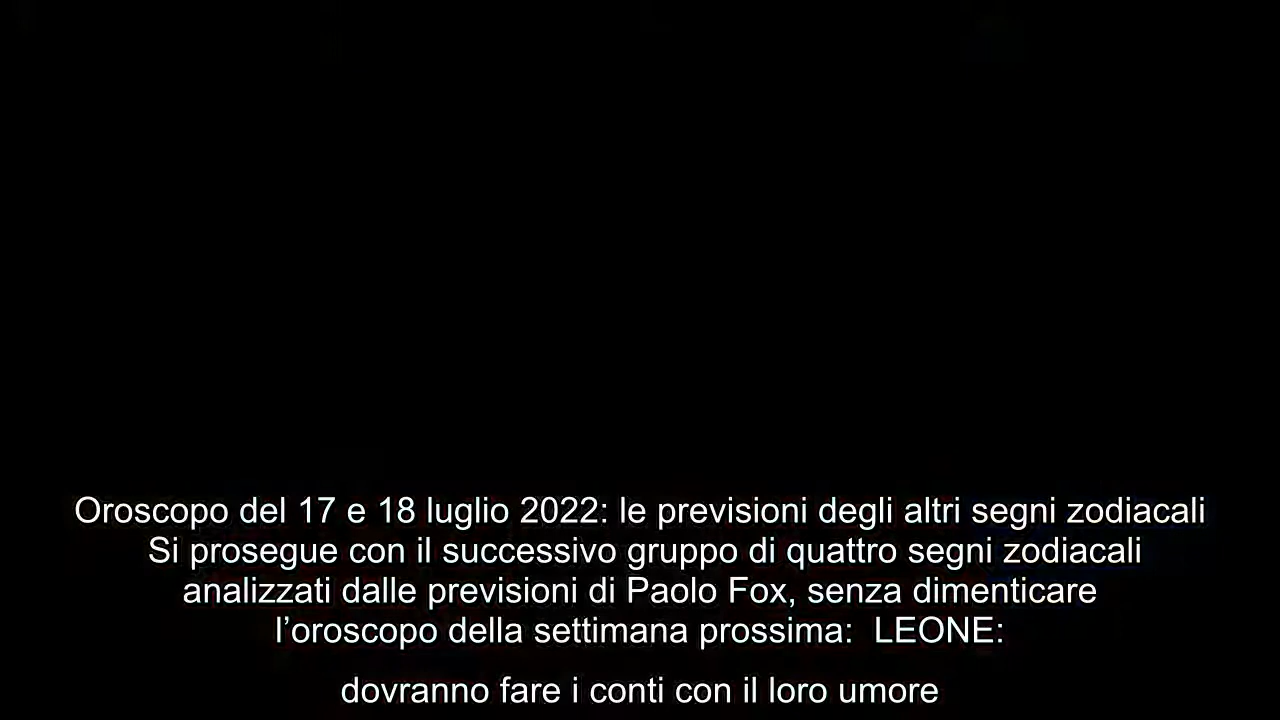 Oroscopo del 17 e 18 luglio 2022: le previsioni degli altri segni zodiacali
Si prosegue con il successivo gruppo di quattro segni zodiacali
analizzati dalle previsioni di Paolo Fox, senza dimenticare
l’oroscopo della settimana prossima:  LEONE:
dovranno fare i conti con il loro umore